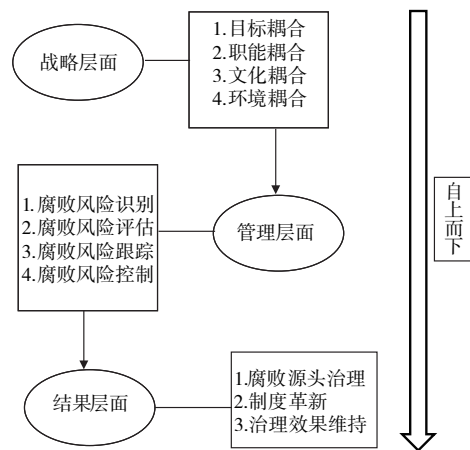 战略层面
1.目标耦合
2.职能耦合
3.文化耦合
4.环境耦合
1.腐败风险识别
2.腐败风险评估
3.腐败风险跟踪
4.腐败风险控制
管理层面
自上而下
结果层面
1.腐败源头治理
2.制度革新
3.治理效果维持